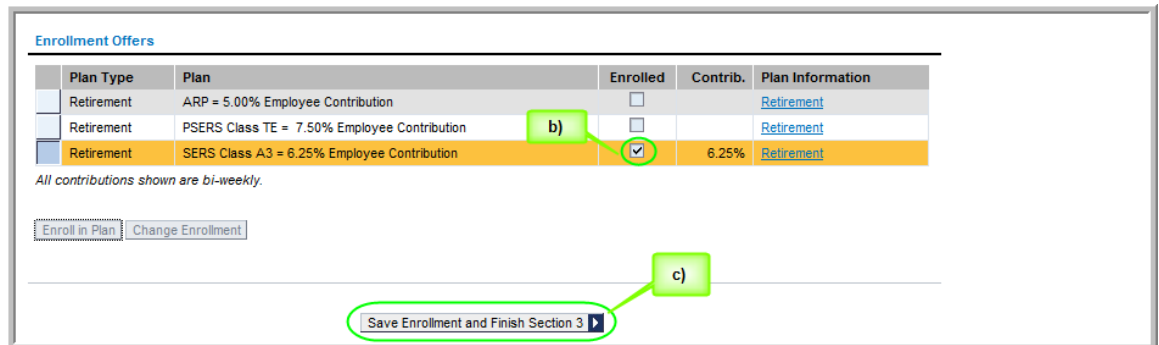 Enrollment Offers
Plan Type Plan Enrolled Contrib. Plan Information
Retirement ARP = 5.00% Employee Contribution Retirement
Retirement PSERS Class TE = 7.50% Employee Contribution b) Retirement
Retirement SERS Class A3 = 6.25% Employee Contribution 6.25% Retirement
All contributions shown are bi-weekly.
Enroll in Plan Change Enrollment
c)
Save Enrollment and Finish Section 3